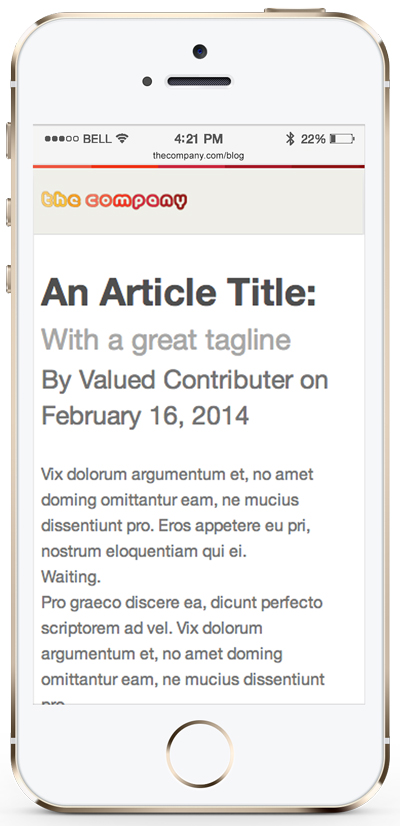 BELL 4:21 PM 22%
thecompany.com/blog
the company
An Article Title:
With a great tagline
By Valued Contributer on
February 16, 2014
Vix dolorum argumentum et, no amet
doming omittantur eam, ne mucius
dissentiunt pro. Eros appetere eu pri,
nostrum eloquentiam qui ei.
Waiting.
Pro graeco discere ea, dicunt perfecto
scriptorem ad vel. Vix dolorum
argumentum et, no amet doming
omittantur eam, ne mucius dissentiunt